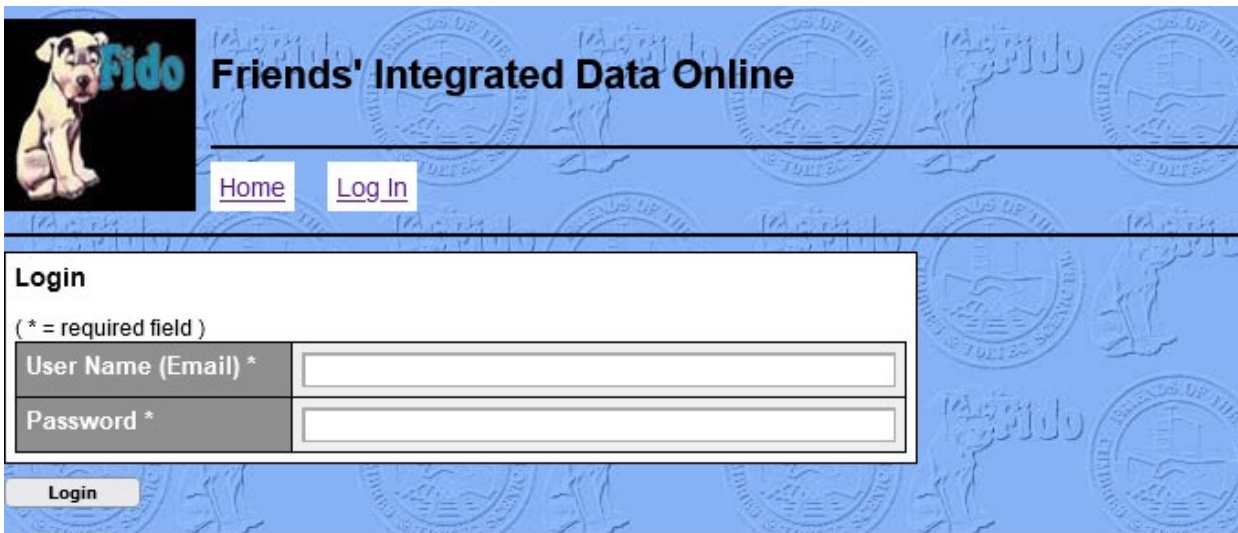 Fido
Friends' Integrated Data Online
Home Log In
Login
( * = required field )
User Name (Email) *
Password *
Login